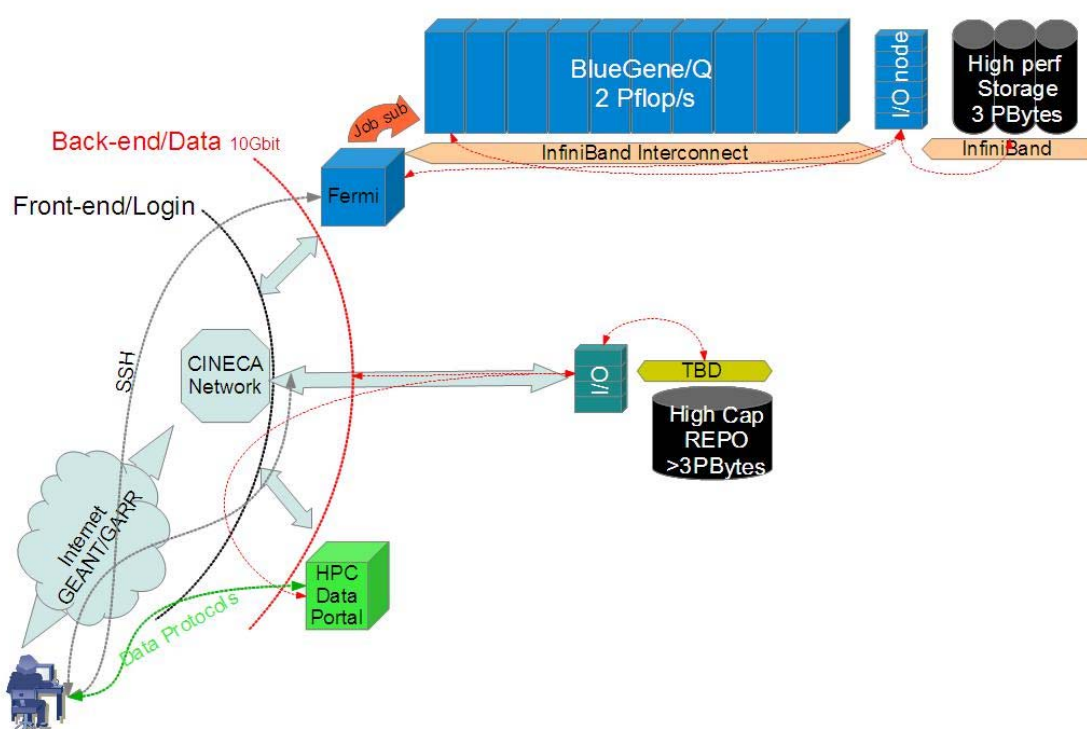 BlueGene/Q
2 Pflop/s
I/O node
High perf
Storage
3 PBytes
Job sub
Back-end/Data 10Gbit
InfiniBand Interconnect
InfiniBand
Fermi
Front-end/Login
SSH
CINECA
Network
I/O
TBD
High Cap
REPO
>3PBytes
Internet
GEANT/GARR
HPC
Data
Portal
Data Protocols